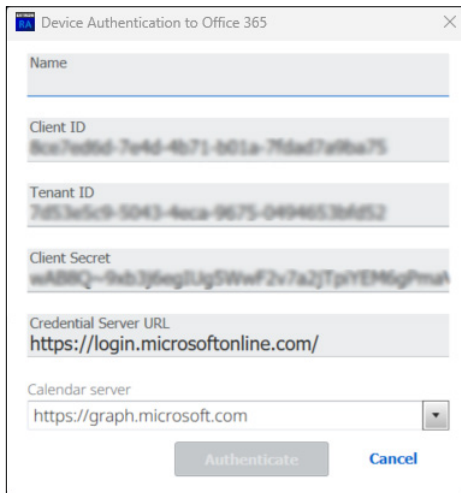 RA Device Authentication to Office 365
Name
Client ID
Tenant ID
Client Secret
Credential Server URL
https://login.microsoftonline.com/
Calendar server
https://graph.microsoft.com
Authenticate Cancel